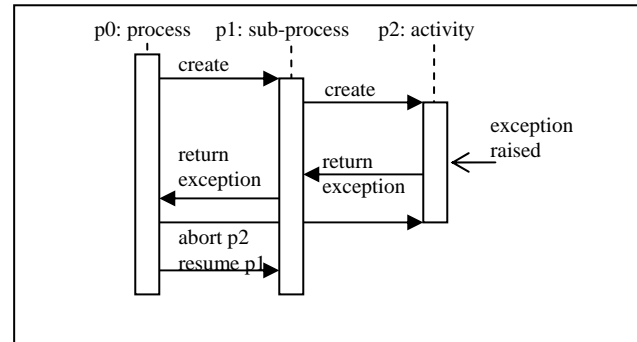 p0: process p1: sub-process p2: activity
create
create
exception
raised
return
exception
return
exception
abort p2
resume p1